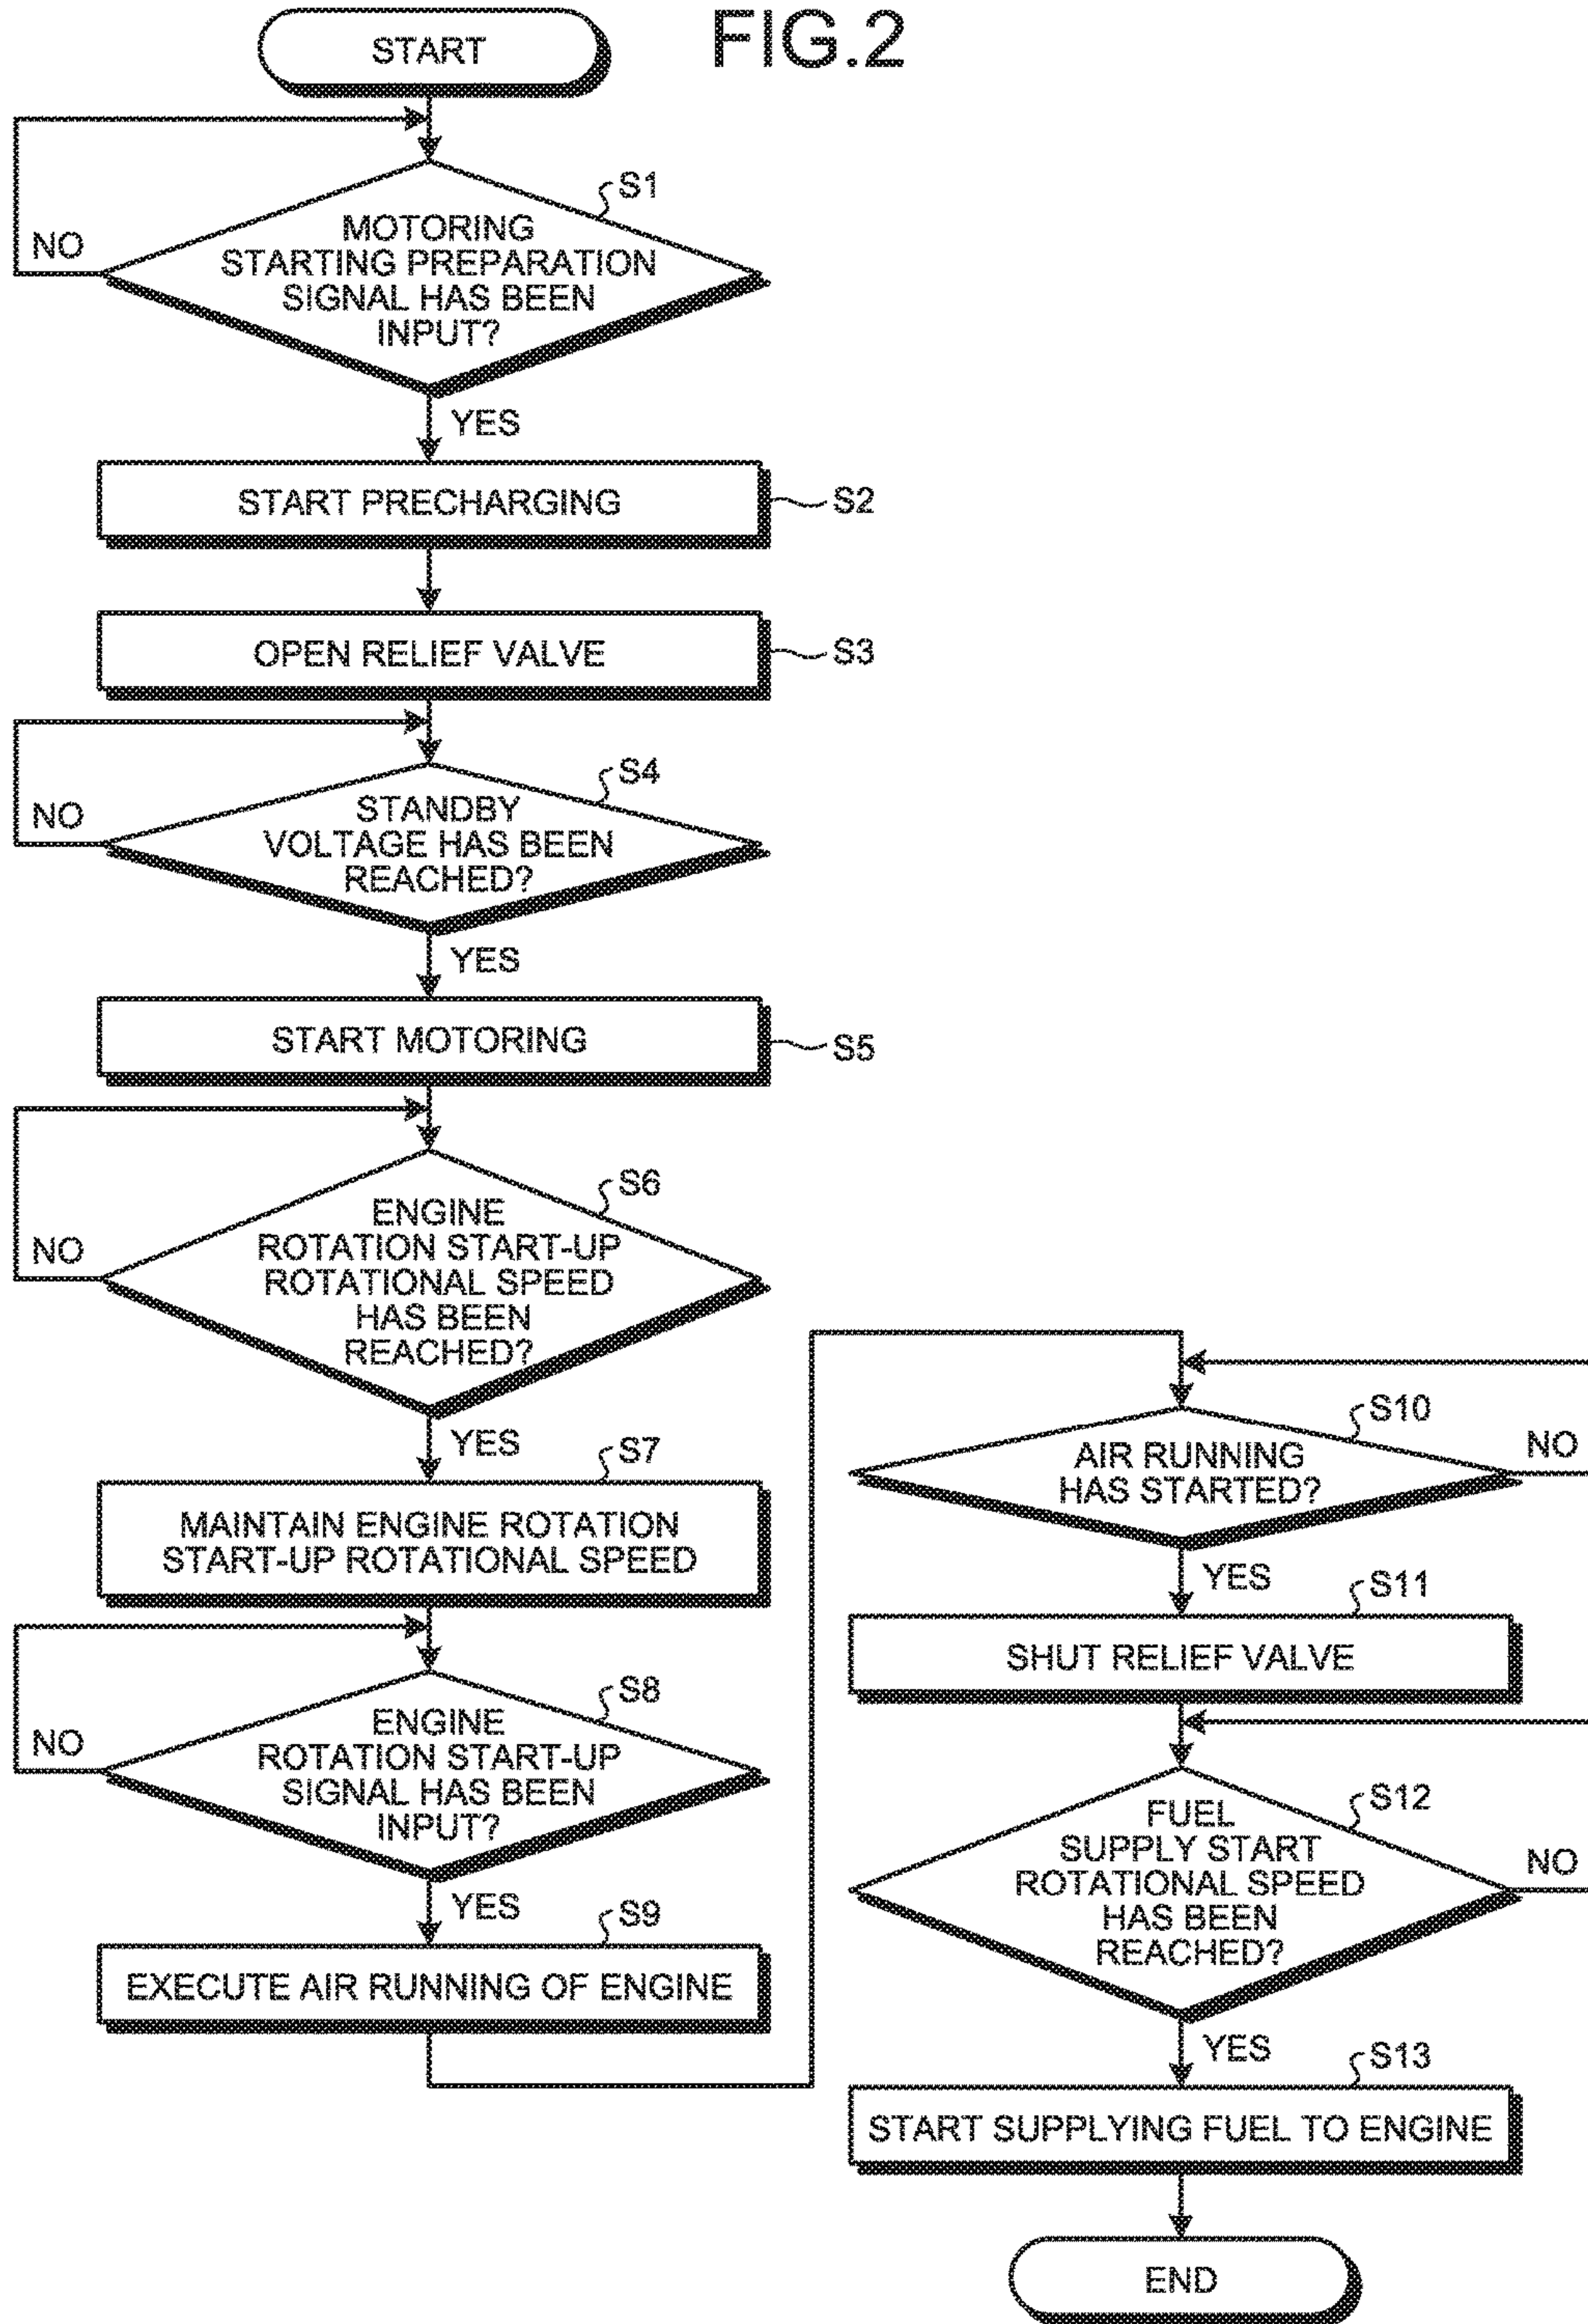 FIG.2
START
S1
MOTORING
STARTING PREPARATION
SIGNAL HAS BEEN
INPUT?
NO
YES
START PRECHARGING
S2
OPEN RELIEF VALVE
S3
S4
STANDBY
VOLTAGE HAS BEEN
REACHED?
NO
YES
START MOTORING
S5
S6
ENGINE
ROTATION START-UP
ROTATIONAL SPEED
HAS BEEN
REACHED?
NO
YES
S7
MAINTAIN ENGINE ROTATION
START-UP ROTATIONAL SPEED
S8
ENGINE
ROTATION START-UP
SIGNAL HAS BEEN
INPUT?
NO
YES
S9
EXECUTE AIR RUNNING OF ENGINE
S10
AIR RUNNING
HAS STARTED?
NO
YES
S11
SHUT RELIEF VALVE
S12
FUEL
SUPPLY START
ROTATIONAL SPEED
HAS BEEN
REACHED?
NO
YES
S13
START SUPPLYING FUEL TO ENGINE
END